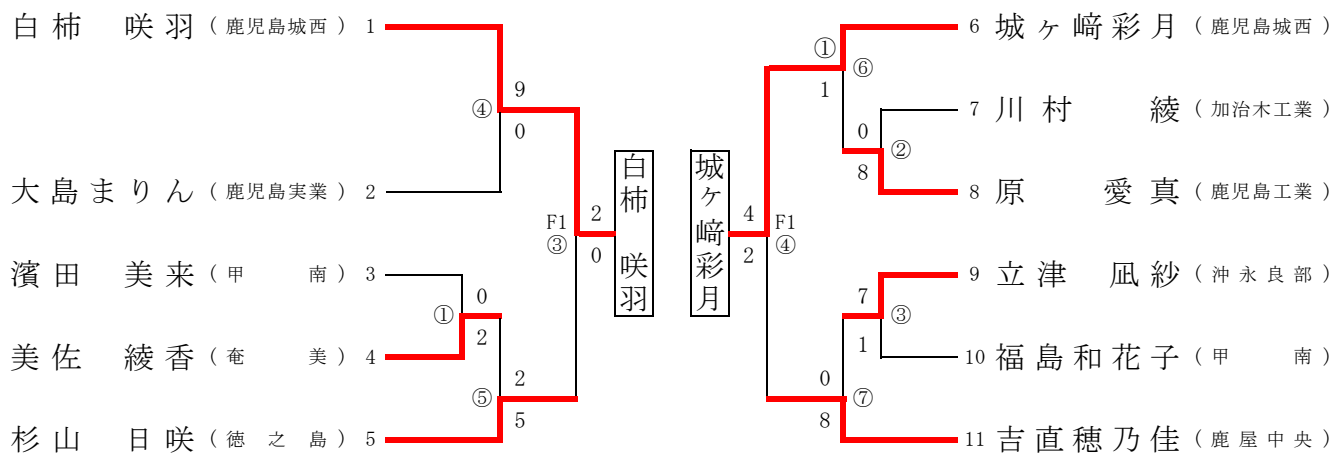 白柿 咲羽 (鹿児島城西) 1
大島まりん (鹿児島実業) 2
濱田 美来 (甲 南) 3
美佐 綾香 (奄 美) 4
杉山 日咲 (徳之島) 5
④
9
0
①
0
2
⑤
2
5
F1
③
2
0
白柿 咲羽
城ヶ﨑彩月
4
2
F1
④
①
1
⑥
0
8
②
7
1
③
0
8
⑦
6 城ヶ﨑彩月 (鹿児島城西)
7 川村 綾 (加治木工業)
8 原 愛真 (鹿児島工業)
9 立津 凪紗 (沖永良部)
10 福島和花子 (甲 南)
11 吉直穂乃佳 (鹿屋中央)